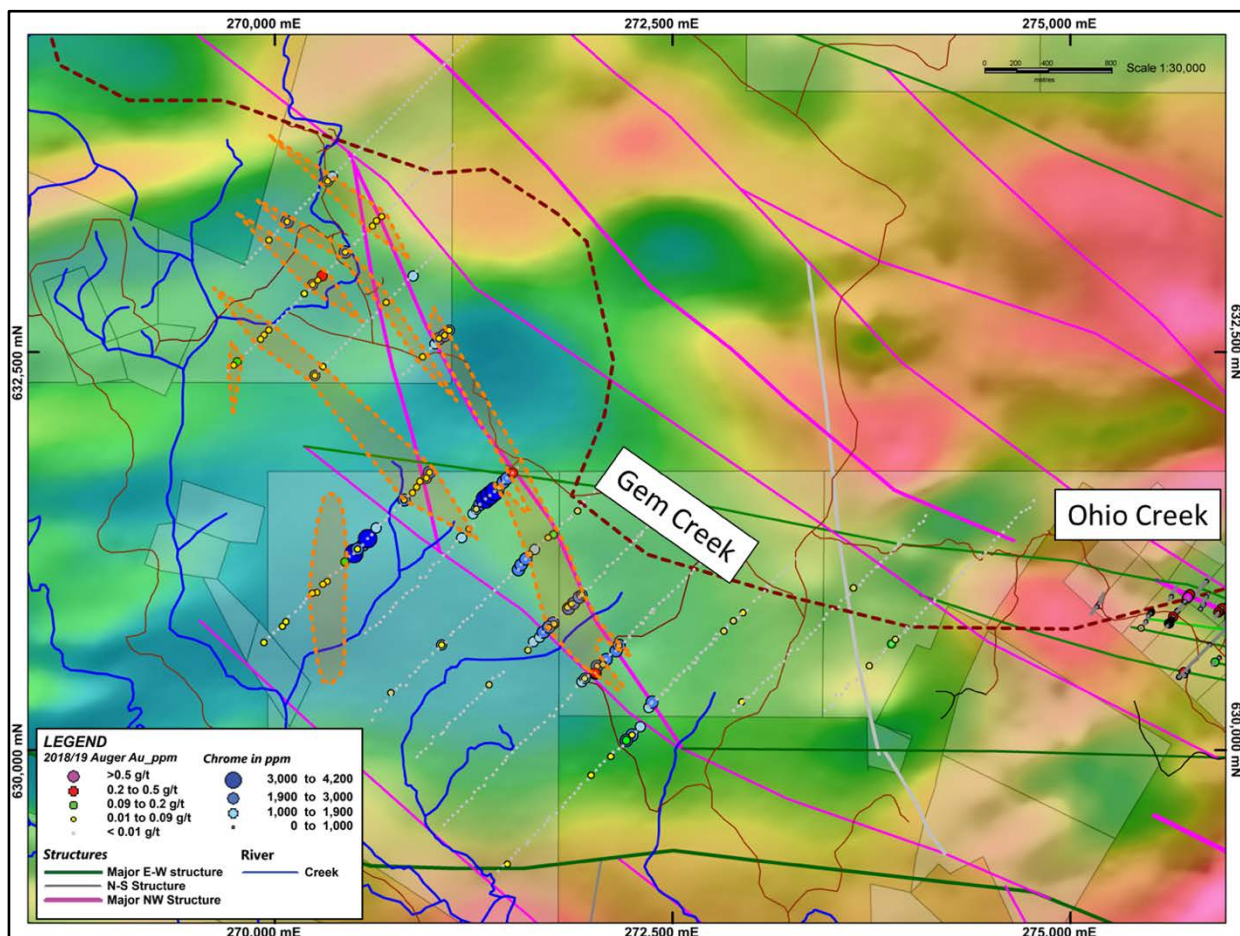 270,000 mE 272,500 mE 275,000 mE
0 200 400 800 Scale 1:30,000
metres
632,500 mN 632,500 mN
Gem Creek
Ohio Creek
630,000 mN
LEGEND
2018/19 Auger Au_ppm Chrome in ppm
>0.5 g/t 3,000 to 4,200
0.2 to 0.5 g/t 1,900 to 3,000
0.09 to 0.2 g/t 1,000 to 1,900
0.01 to 0.09 g/t 0 to 1,000
< 0.01 g/t
Structures River
Major E-W structure Creek
N-S Structure
Major NW Structure
270,000 mE 272,500 mE 275,000 mE